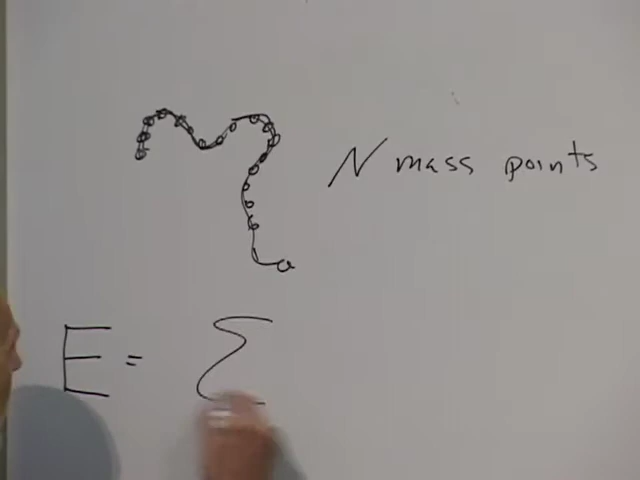 N mass points
E = Σ